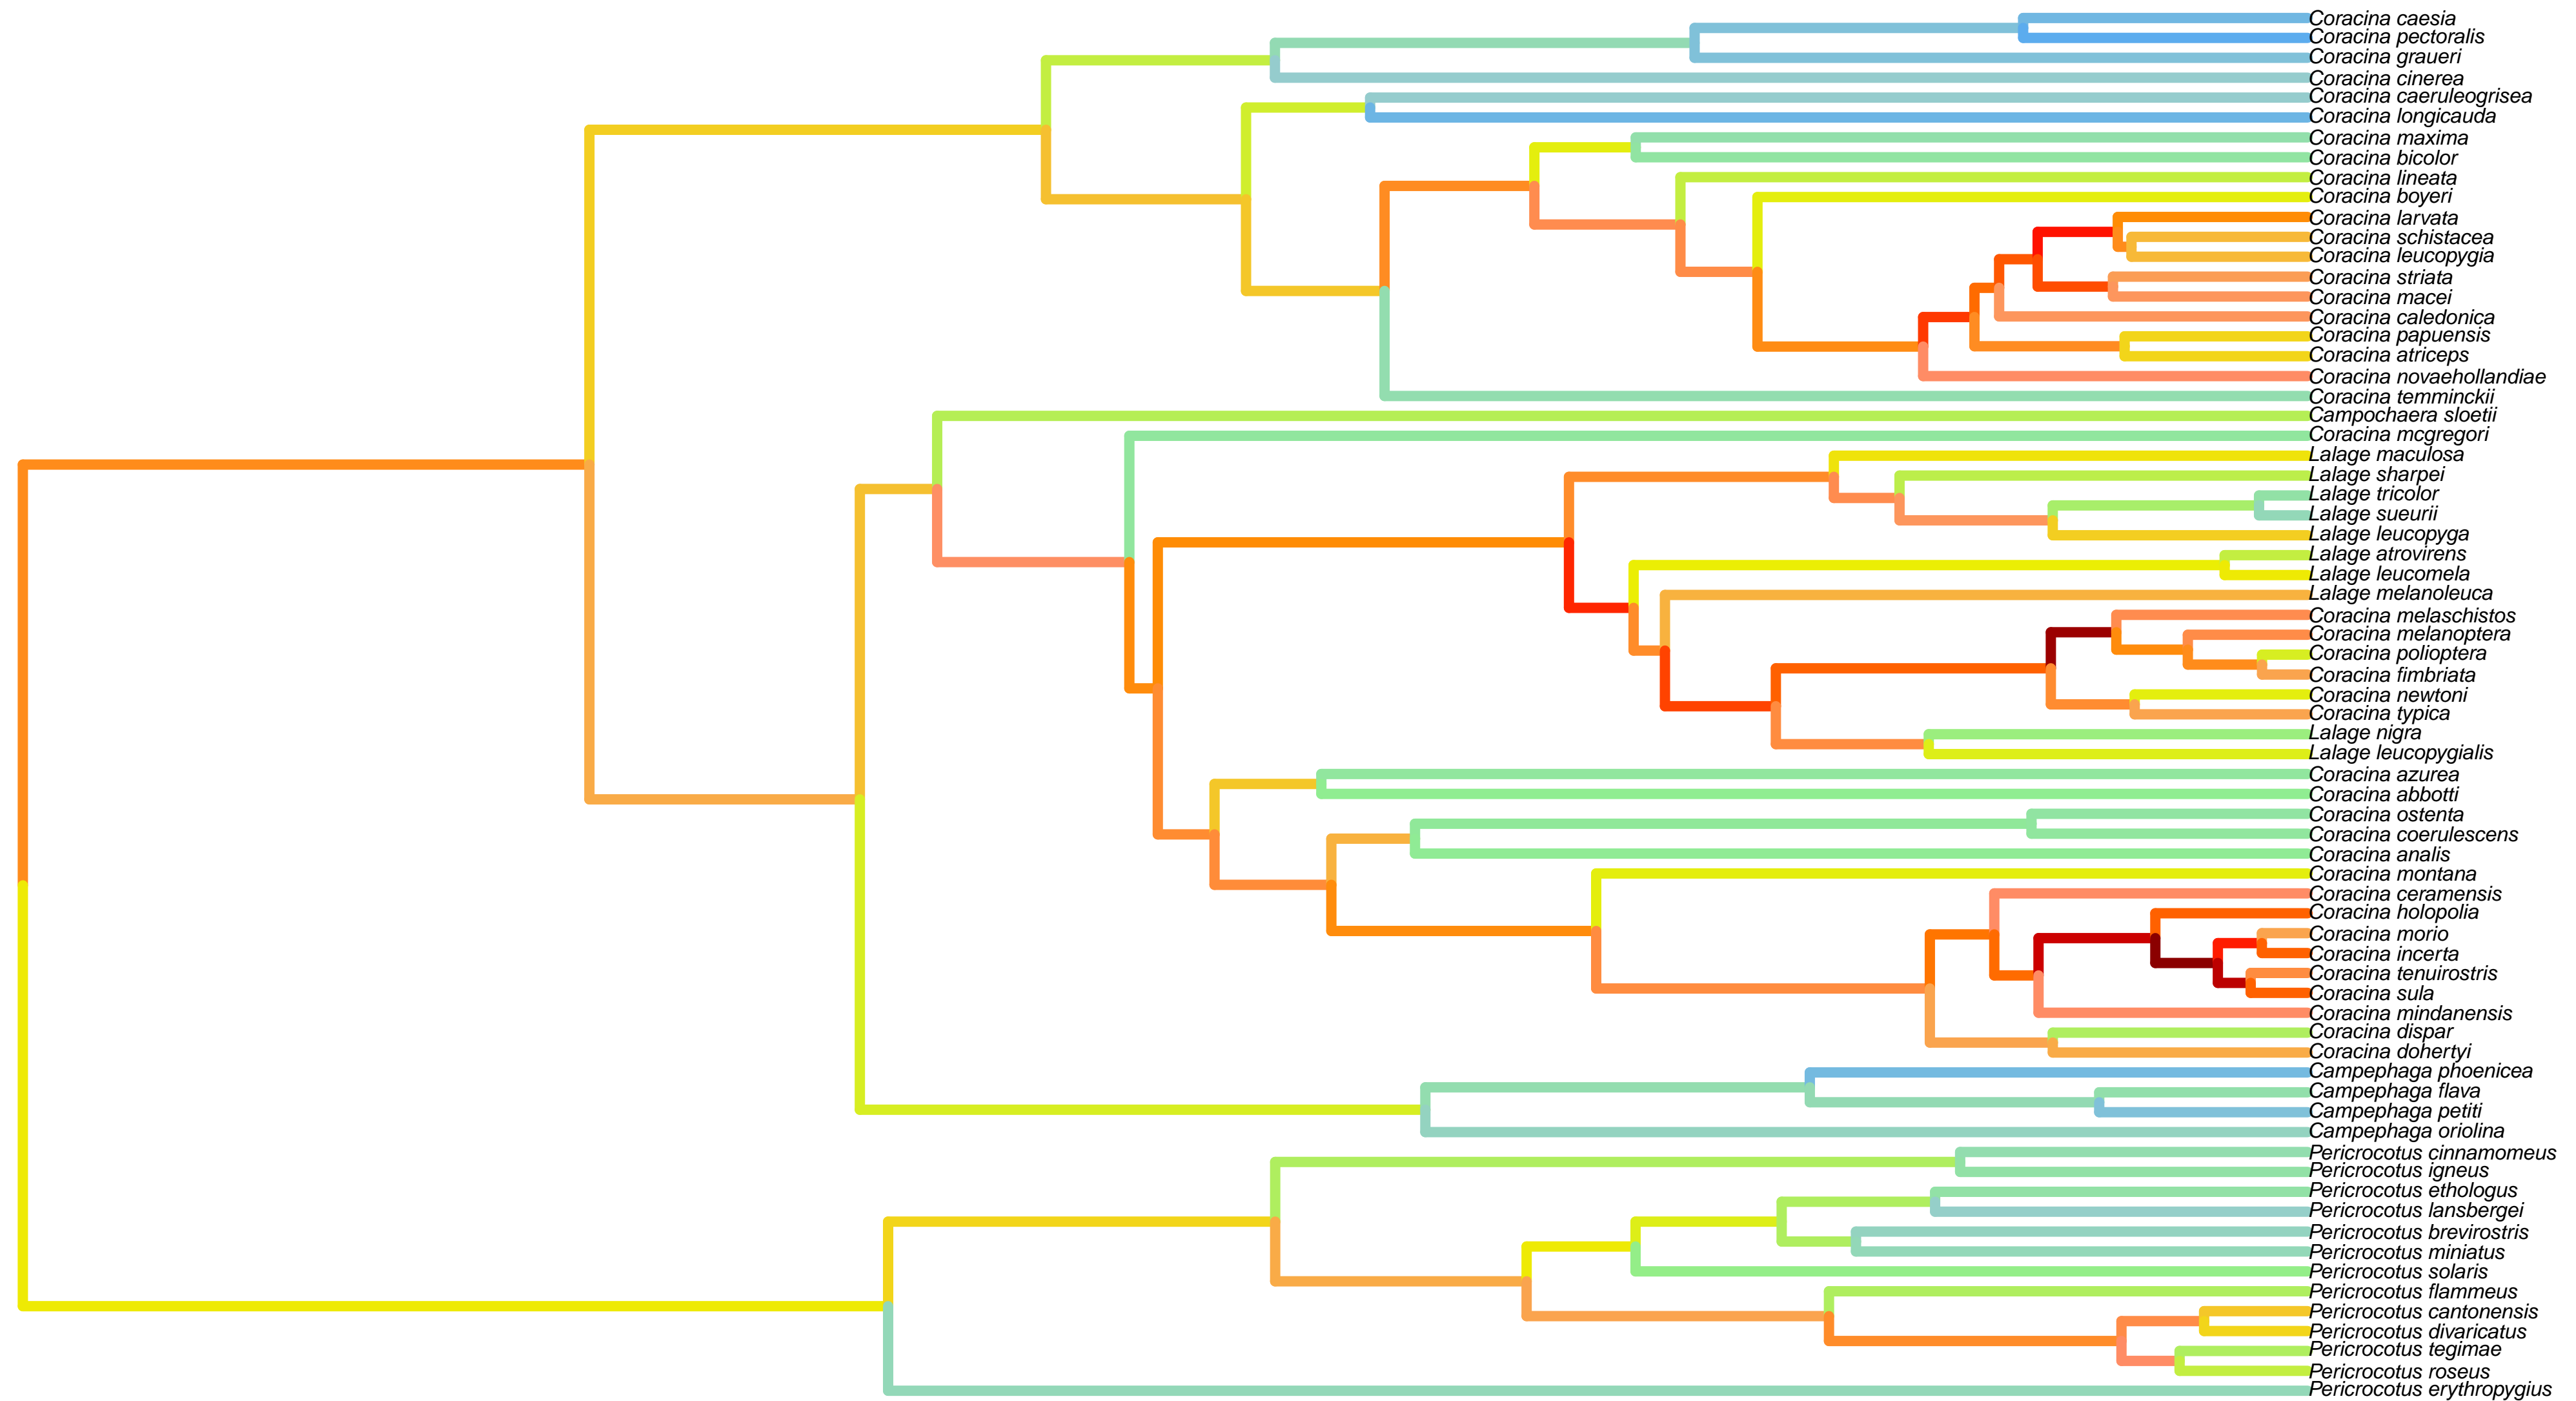 Coracina caesia
Coracina pectoralis
Coracina graueri
Coracina cinerea
Coracina caeruleogrisea
Coracina longicauda
Coracina maxima
Coracina bicolor
Coracina lineata
Coracina boyeri
Coracina larvata
Coracina schistacea
Coracina leucopygia
Coracina striata
Coracina macei
Coracina caledonica
Coracina papuensis
Coracina atriceps
Coracina novaehollandiae
Coracina temminckii
Campochaera sloetii
Coracina mcgregori
Lalage maculosa
Lalage sharpei
Lalage tricolor
Lalage sueurii
Lalage leucopyga
Lalage atrovirens
Lalage leucomela
Lalage melanoleuca
Coracina melaschistos
Coracina melanoptera
Coracina polioptera
Coracina fimbriata
Coracina newtoni
Coracina typica
Lalage nigra
Lalage leucopygialis
Coracina azurea
Coracina abbotti
Coracina ostenta
Coracina coerulescens
Coracina analis
Coracina montana
Coracina ceramensis
Coracina holopolia
Coracina morio
Coracina incerta
Coracina tenuirostris
Coracina sula
Coracina mindanensis
Coracina dispar
Coracina dohertyi
Campephaga phoenicea
Campephaga flava
Campephaga petiti
Campephaga oriolina
Pericrocotus cinnamomeus
Pericrocotus igneus
Pericrocotus ethologus
Pericrocotus lansbergei
Pericrocotus brevirostris
Pericrocotus miniatus
Pericrocotus solaris
Pericrocotus flammeus
Pericrocotus cantonensis
Pericrocotus divaricatus
Pericrocotus tegimae
Pericrocotus roseus
Pericrocotus erythropygius